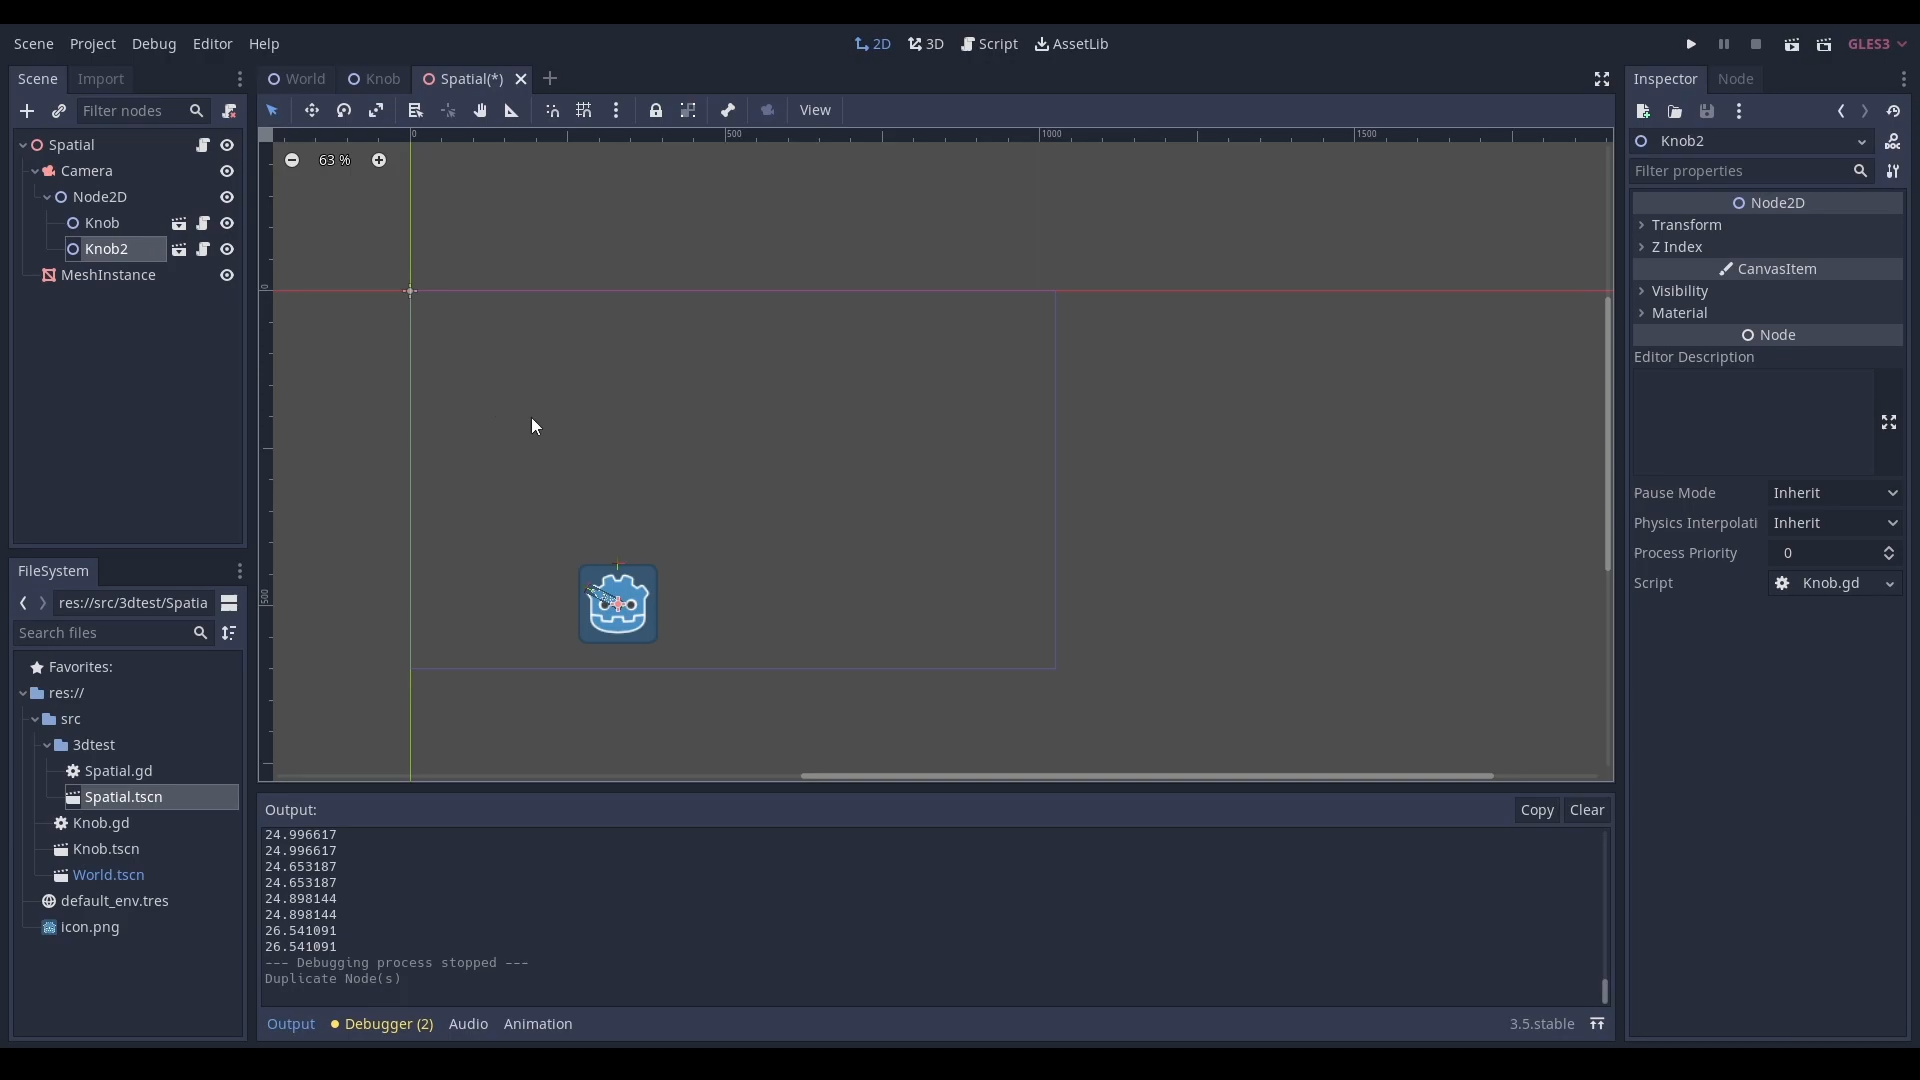 Scene Project Debug Editor Help
2D 3D Script AssetLib
GLES3
Scene Import
World Knob Spatial(*)
Inspector Node
Filter nodes
View
Spatial
Camera
Node2D
Knob
Knob2
MeshInstance
0 500 1000 1500
63 %
0
500
Knob2
Filter properties
Node2D
Transform
Z Index
CanvasItem
Visibility
Material
Node
Editor Description
Pause Mode Inherit
Physics Interpolati Inherit
Process Priority 0
Script Knob.gd
FileSystem
res://src/3dtest/Spatia
Search files
Favorites:
res://
src
3dtest
Spatial.gd
Spatial.tscn
Knob.gd
Knob.tscn
World.tscn
default_env.tres
icon.png
Output:
Copy Clear
24.996617
24.996617
24.653187
24.653187
24.898144
24.898144
26.541091
26.541091
--- Debugging process stopped ---
Duplicate Node(s)
Output Debugger (2) Audio Animation
3.5.stable